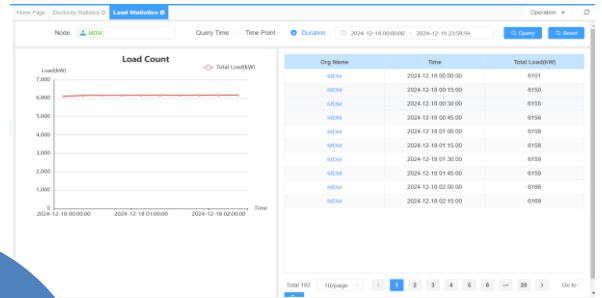 Home Page Electricity Statistics Load Statistics Operation
Node MDM Query Time Time Point Duration 2024-12-18 00:00:00 - 2024-12-19 23:59:59 Query Reset
Load Count
Total Load(kW)
Load(kW)
7,000
6,000
5,000
4,000
3,000
2,000
1,000
0
Time
2024-12-18 00:00:00 2024-12-18 01:00:00 2024-12-18 02:00:00
Org Name Time Total Load(kW)
MDM 2024-12-18 00:00:00 6101
MDM 2024-12-18 00:15:00 6150
MDM 2024-12-18 00:30:00 6155
MDM 2024-12-18 00:45:00 6156
MDM 2024-12-18 01:00:00 6158
MDM 2024-12-18 01:15:00 6158
MDM 2024-12-18 01:30:00 6159
MDM 2024-12-18 01:45:00 6159
MDM 2024-12-18 02:00:00 6166
MDM 2024-12-18 02:15:00 6169
Total 192 10/page 1 2 3 4 5 6 ··· 20 Go to